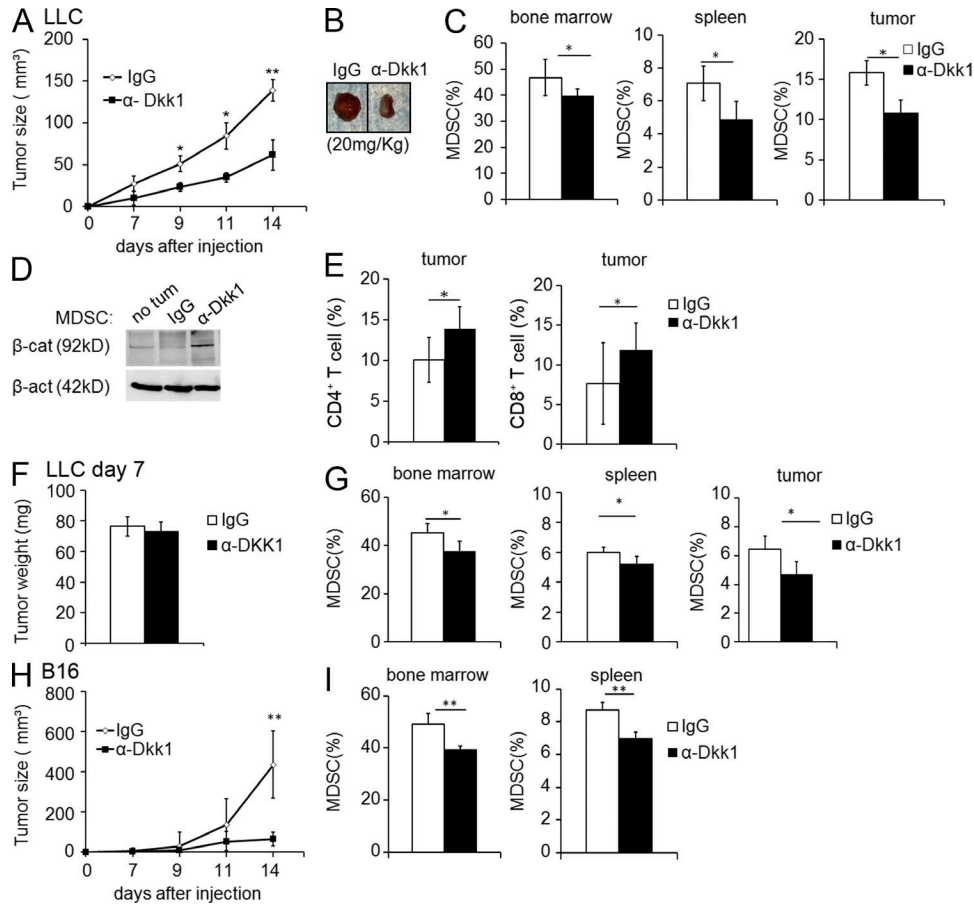 A LLC
Tumor size ( mm³)
200
150
100
50
0
IgG
α- Dkk1
*
*
**
0 7 9 11 14
days after injection
B
IgG α-Dkk1
(20mg/Kg)
C
bone marrow
MDSC(%)
60
50
40
30
20
10
0
*
spleen
MDSC(%)
10
8
6
4
2
0
*
tumor
MDSC(%)
20
15
10
5
0
*
IgG
α-Dkk1
D
MDSC: no tum IgG α-Dkk1
β-cat (92kD)
β-act (42kD)
E
tumor
CD4⁺ T cell (%)
20
15
10
5
0
*
tumor
CD8⁺ T cell (%)
20
15
10
5
0
*
IgG
α-Dkk1
F LLC day 7
Tumor weight (mg)
100
80
60
40
20
0
IgG
α-DKK1
G
bone marrow
MDSC(%)
60
40
20
0
*
spleen
MDSC(%)
10
8
6
4
2
0
*
tumor
MDSC(%)
10
8
6
4
2
0
*
IgG
α-Dkk1
H B16
Tumor size ( mm³)
800
600
400
200
0
IgG
α-Dkk1
**
0 7 9 11 14
days after injection
I
bone marrow
MDSC(%)
60
40
20
0
**
spleen
MDSC(%)
10
8
6
4
2
0
**
IgG
α-Dkk1